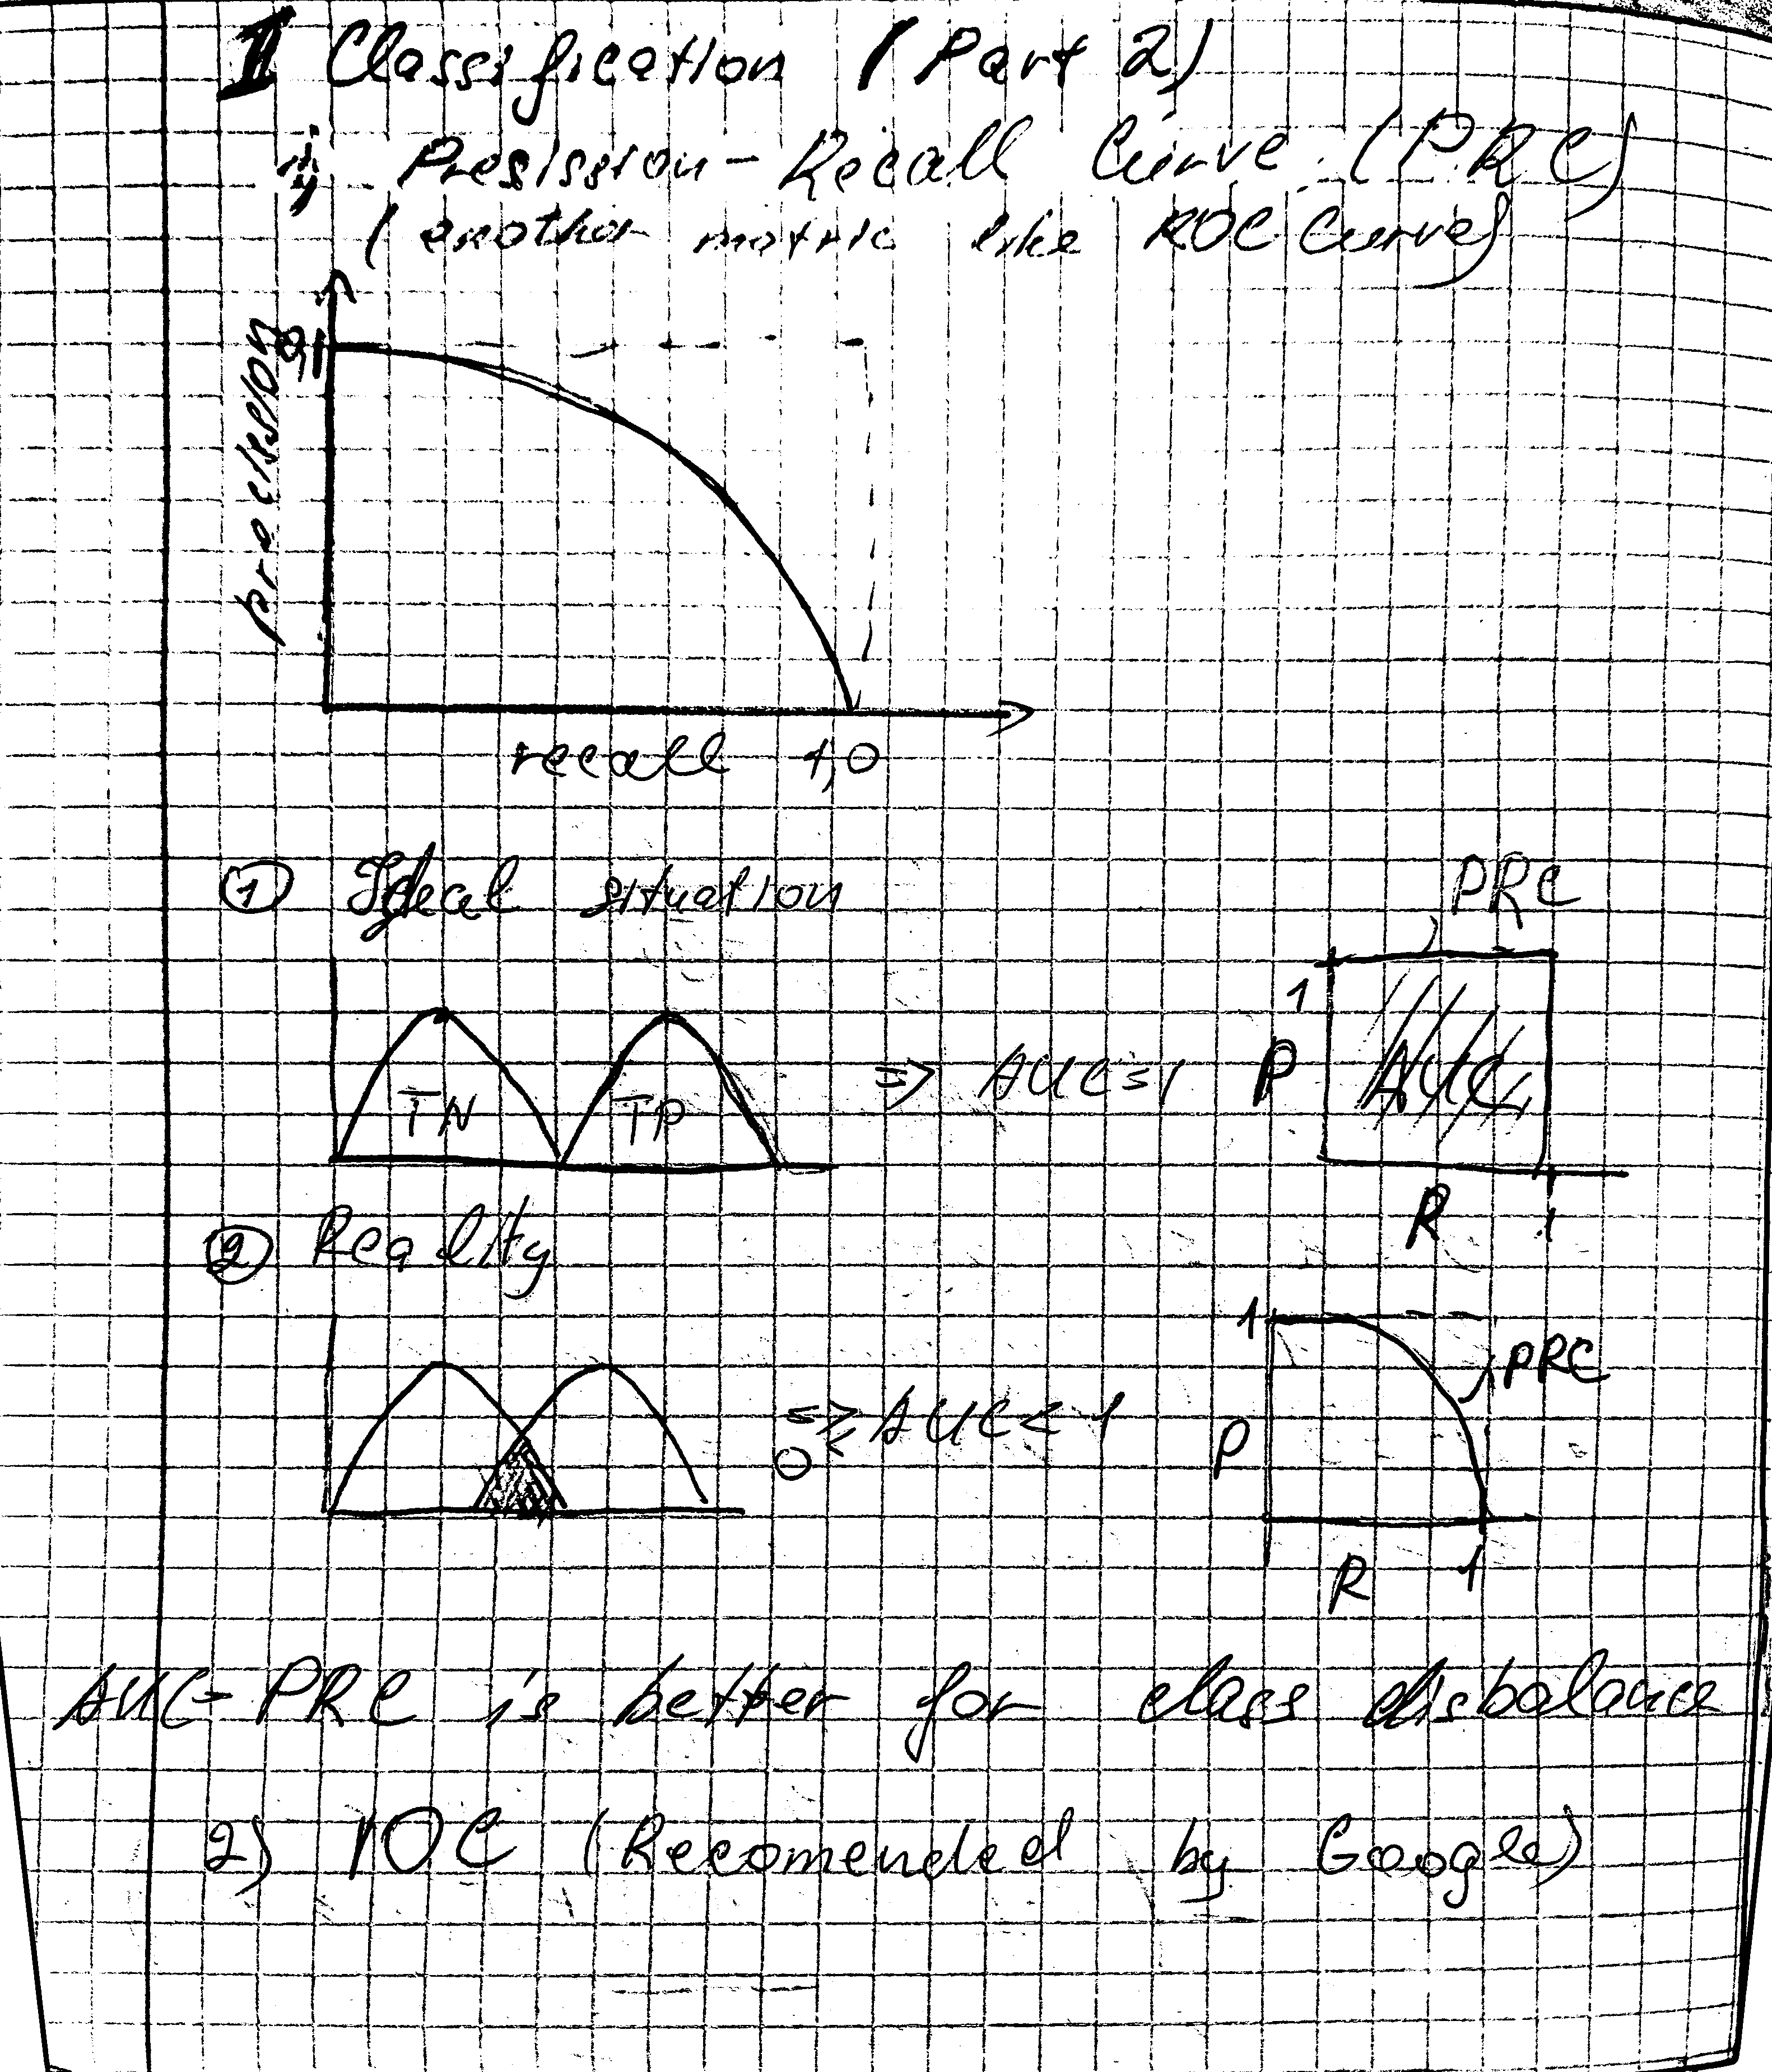 II Classification (Part 2)
Presission-Recall Curve (PRC)
(another metric like ROC Curve)
precission
1
recall 1,0
① Ideal situation
PRC
1
TN TP => AUC=1 P AUC
R 1
② Reality
1
PRC
=> 0 < AUC < 1 P
R 1
AUC-PRC is better for class disbalance
2) IOC (Recomended by Google)